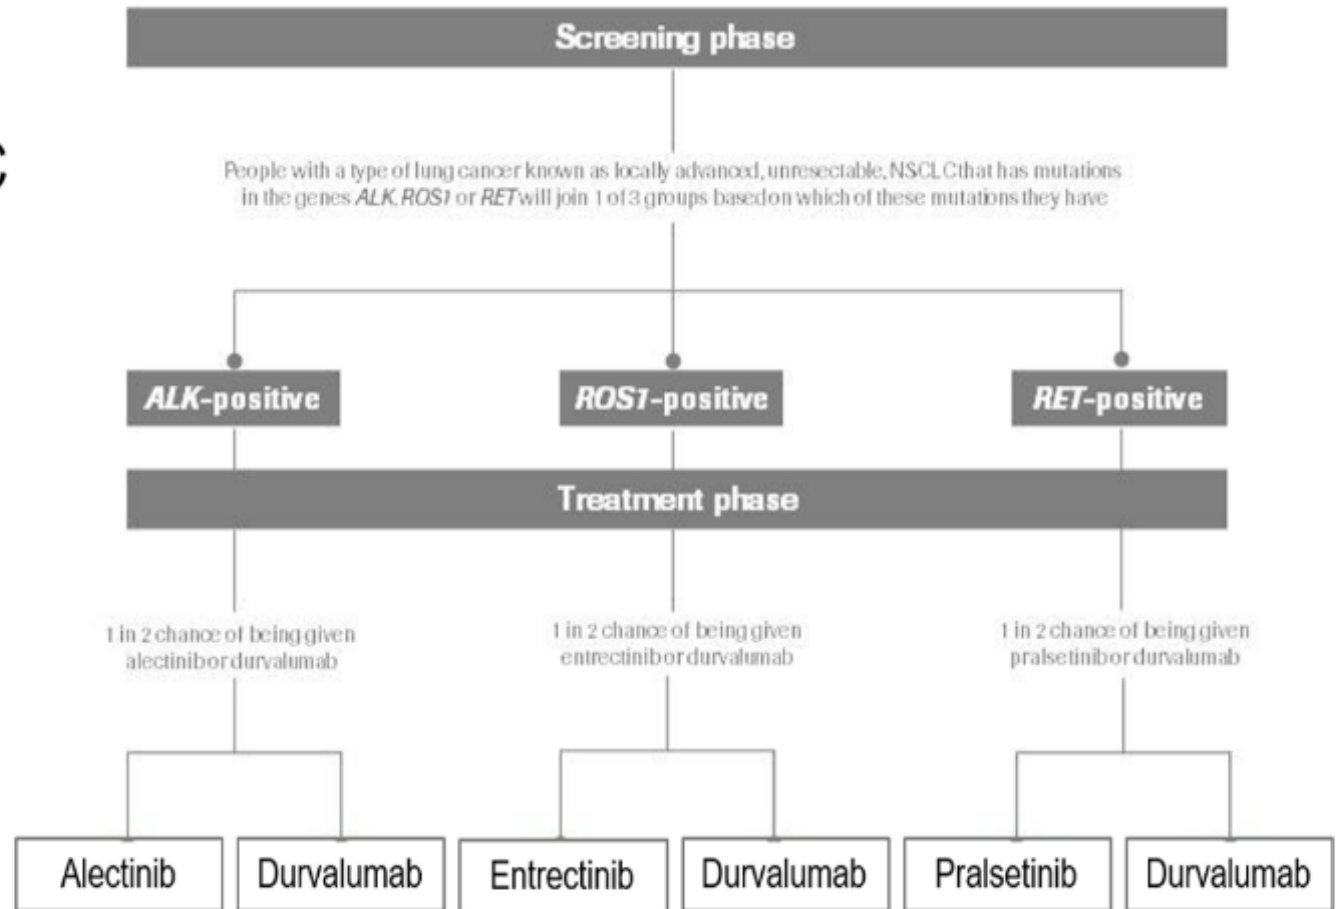 Screening phase
C
People with a type of lung cancer known as locally advanced, unresectable, NSCLC that has mutations
in the genes ALK, ROS1 or RET will join 1 of 3 groups based on which of these mutations they have
ALK-positive
ROS1-positive
RET-positive
Treatment phase
1 in 2 chance of being given
alectinib or durvalumab
1 in 2 chance of being given
entrectinib or durvalumab
1 in 2 chance of being given
pralsetinib or durvalumab
Alectinib
Durvalumab
Entrectinib
Durvalumab
Pralsetinib
Durvalumab